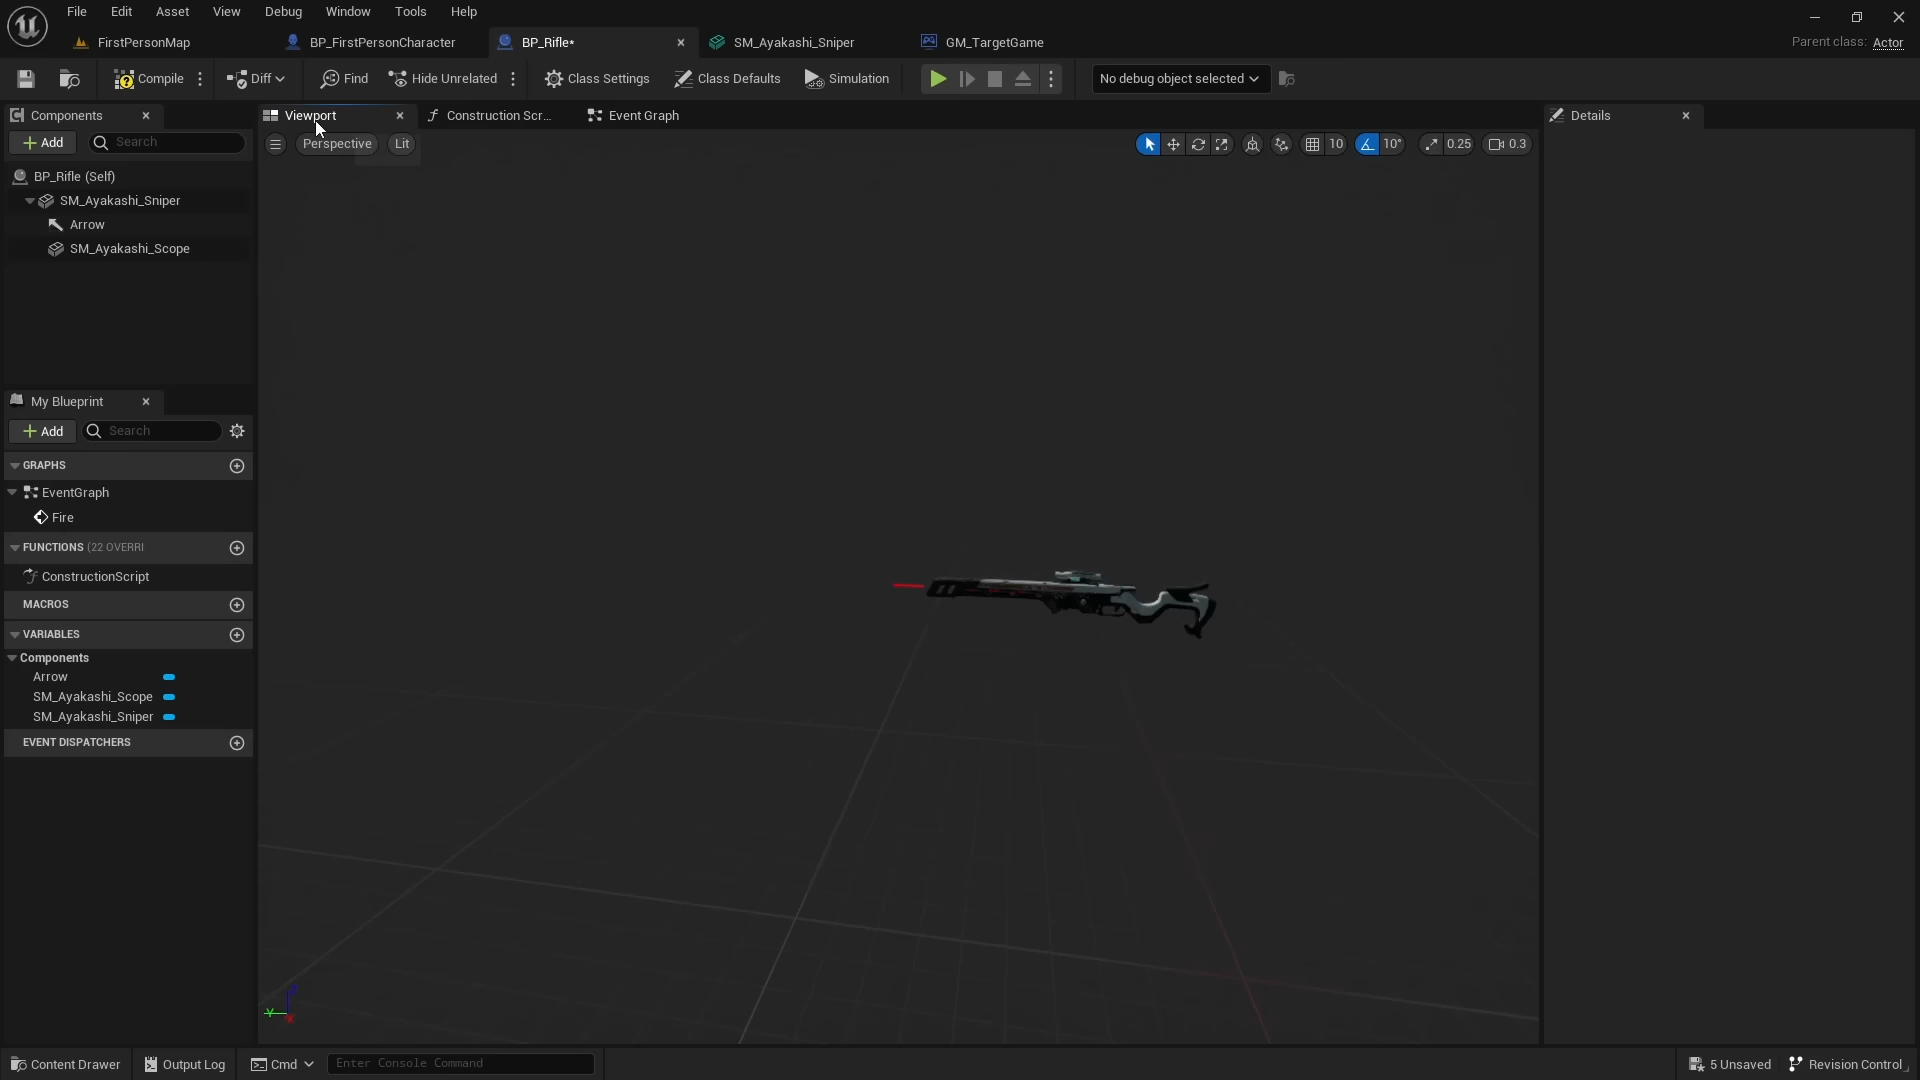 File Edit Asset View Debug Window Tools Help
FirstPersonMap BP_FirstPersonCharacter BP_Rifle* SM_Ayakashi_Sniper GM_TargetGame Parent class: Actor
Compile Diff Find Hide Unrelated Class Settings Class Defaults Simulation No debug object selected
Components Viewport Construction Scr... Event Graph Details
Add Search Perspective Lit 10 10° 0.25 0.3
BP_Rifle (Self)
SM_Ayakashi_Sniper
Arrow
SM_Ayakashi_Scope
My Blueprint
Add Search
GRAPHS
EventGraph
Fire
FUNCTIONS (22 OVERRI
ConstructionScript
MACROS
VARIABLES
Components
Arrow
SM_Ayakashi_Scope
SM_Ayakashi_Sniper
EVENT DISPATCHERS
Y
Content Drawer Output Log Cmd Enter Console Command 5 Unsaved Revision Control